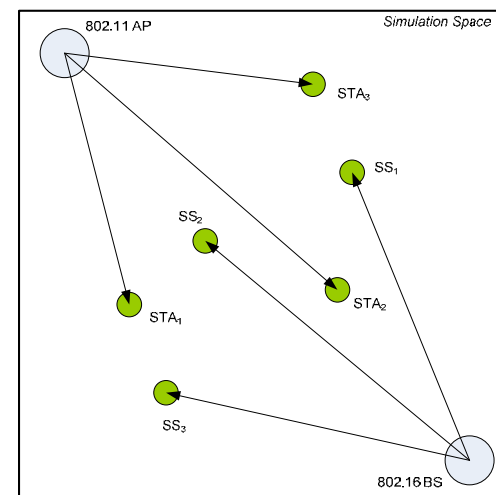 802.11 AP
Simulation Space
STA₃
SS₁
SS₂
STA₂
STA₁
SS₃
802.16 BS